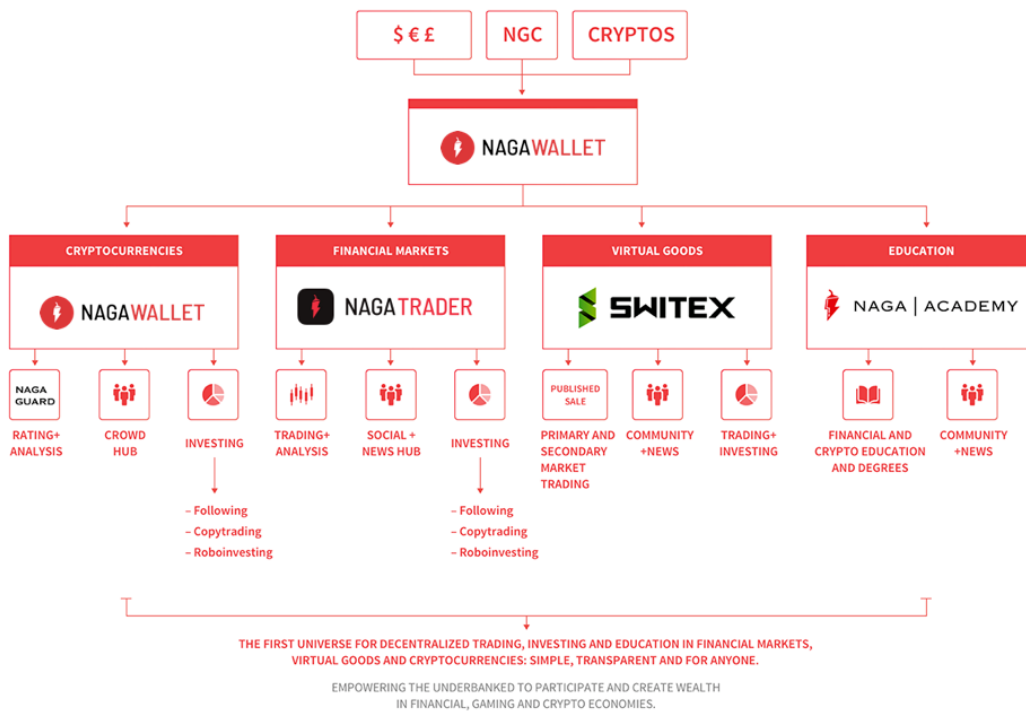 $ € £
NGC
CRYPTOS
NAGAWALLET
CRYPTOCURRENCIES
NAGAWALLET
FINANCIAL MARKETS
NAGATRADER
VIRTUAL GOODS
SWITEX
EDUCATION
NAGA | ACADEMY
NAGA
GUARD
RATING+
ANALYSIS
CROWD
HUB
INVESTING
– Following
– Copytrading
– Roboinvesting
TRADING+
ANALYSIS
SOCIAL +
NEWS HUB
INVESTING
– Following
– Copytrading
– Roboinvesting
PUBLISHED
SALE
PRIMARY AND
SECONDARY
MARKET
TRADING
COMMUNITY
+NEWS
TRADING+
INVESTING
FINANCIAL AND
CRYPTO EDUCATION
AND DEGREES
COMMUNITY
+NEWS
THE FIRST UNIVERSE FOR DECENTRALIZED TRADING, INVESTING AND EDUCATION IN FINANCIAL MARKETS,
VIRTUAL GOODS AND CRYPTOCURRENCIES: SIMPLE, TRANSPARENT AND FOR ANYONE.
EMPOWERING THE UNDERBANKED TO PARTICIPATE AND CREATE WEALTH
IN FINANCIAL, GAMING AND CRYPTO ECONOMIES.